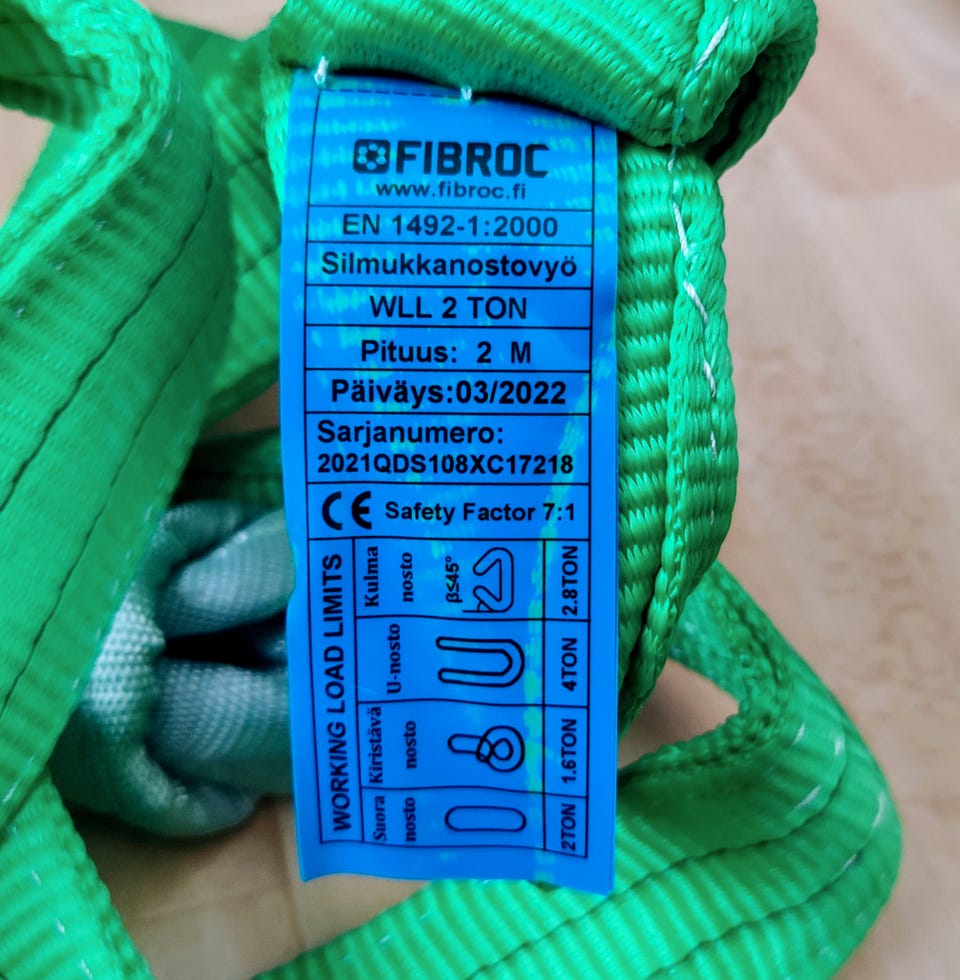 FIBROC
www.fibroc.fi
EN 1492-1:2000
Silmukkanostovyö
WLL 2 TON
Pituus: 2 M
Päiväys:03/2022
Sarjanumero:
2021QDS108XC17218
CE Safety Factor 7:1
WORKING LOAD LIMITS
Suora
nosto
2TON
Kiristävä
nosto
1.6TON
U-nosto
4TON
Kulma
nosto
β≤45°
2.8TON